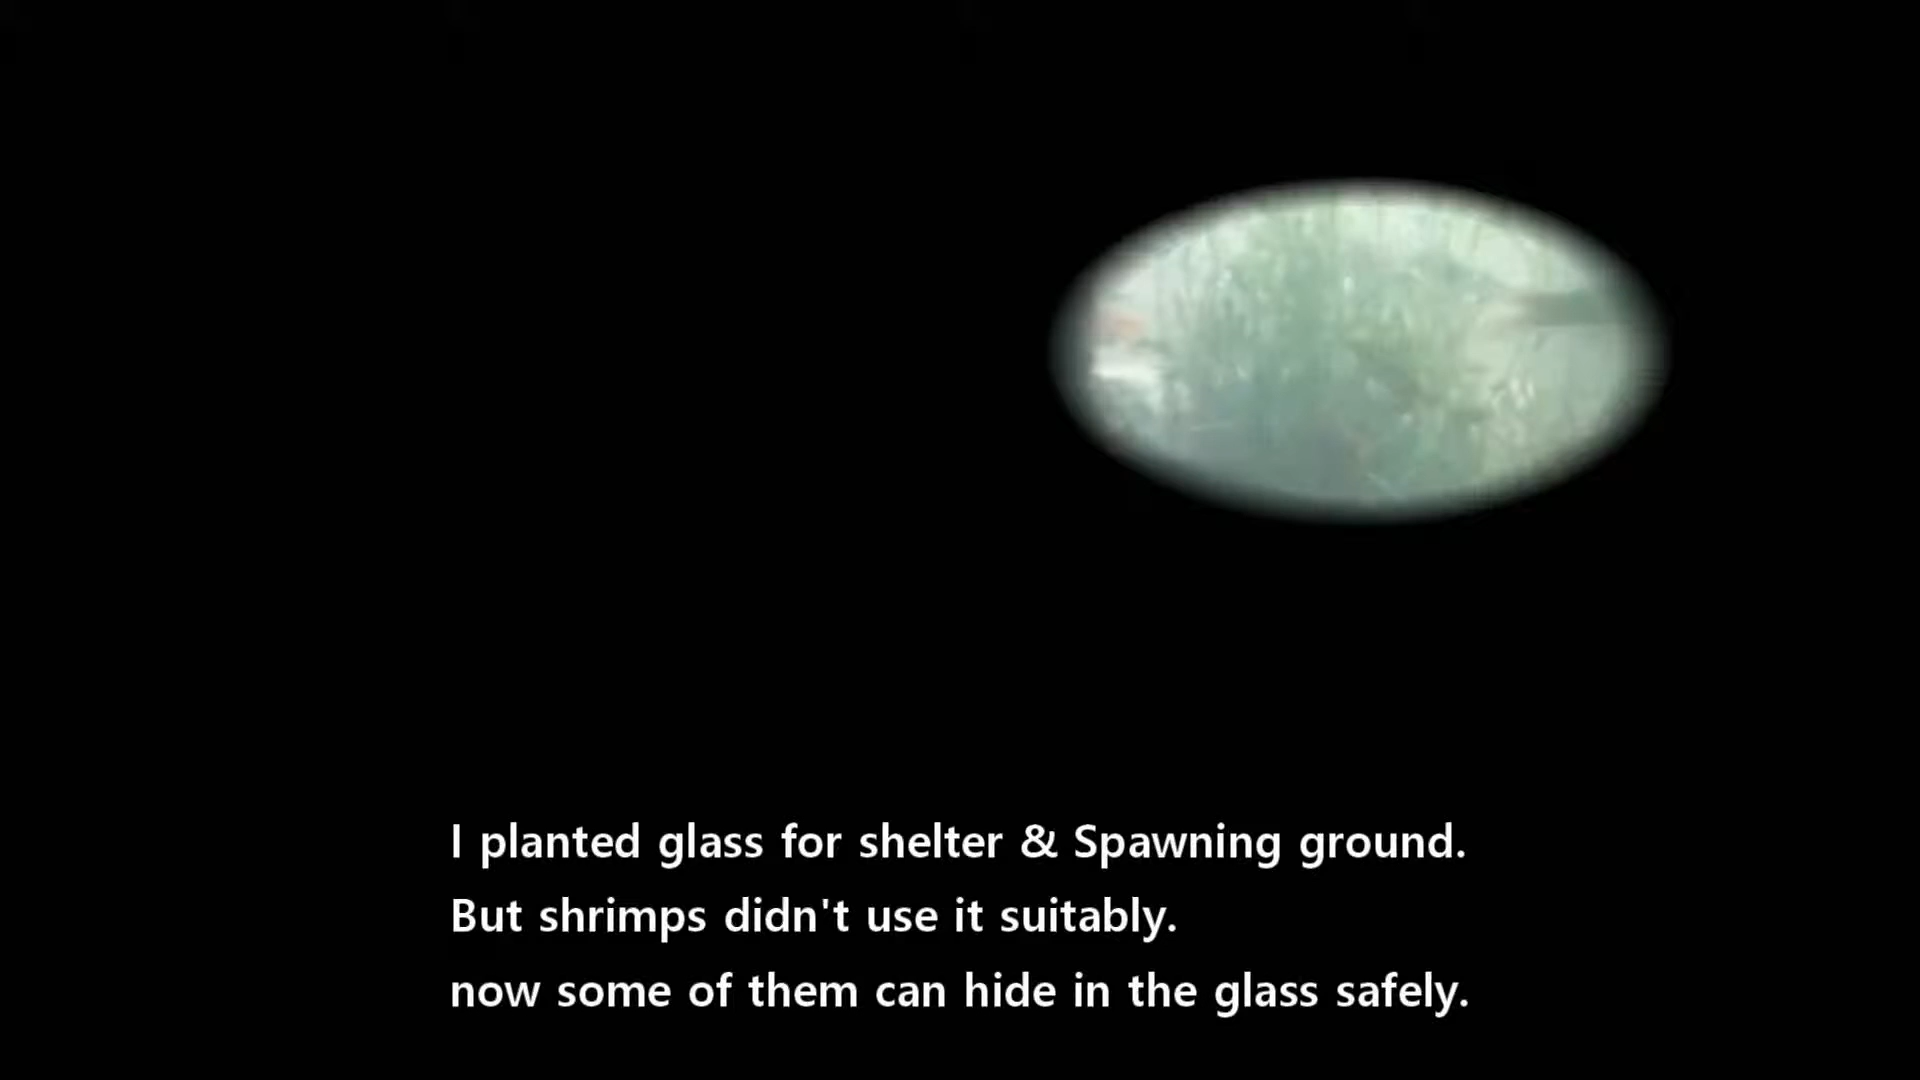 I planted glass for shelter & Spawning ground.
But shrimps didn't use it suitably.
now some of them can hide in the glass safely.